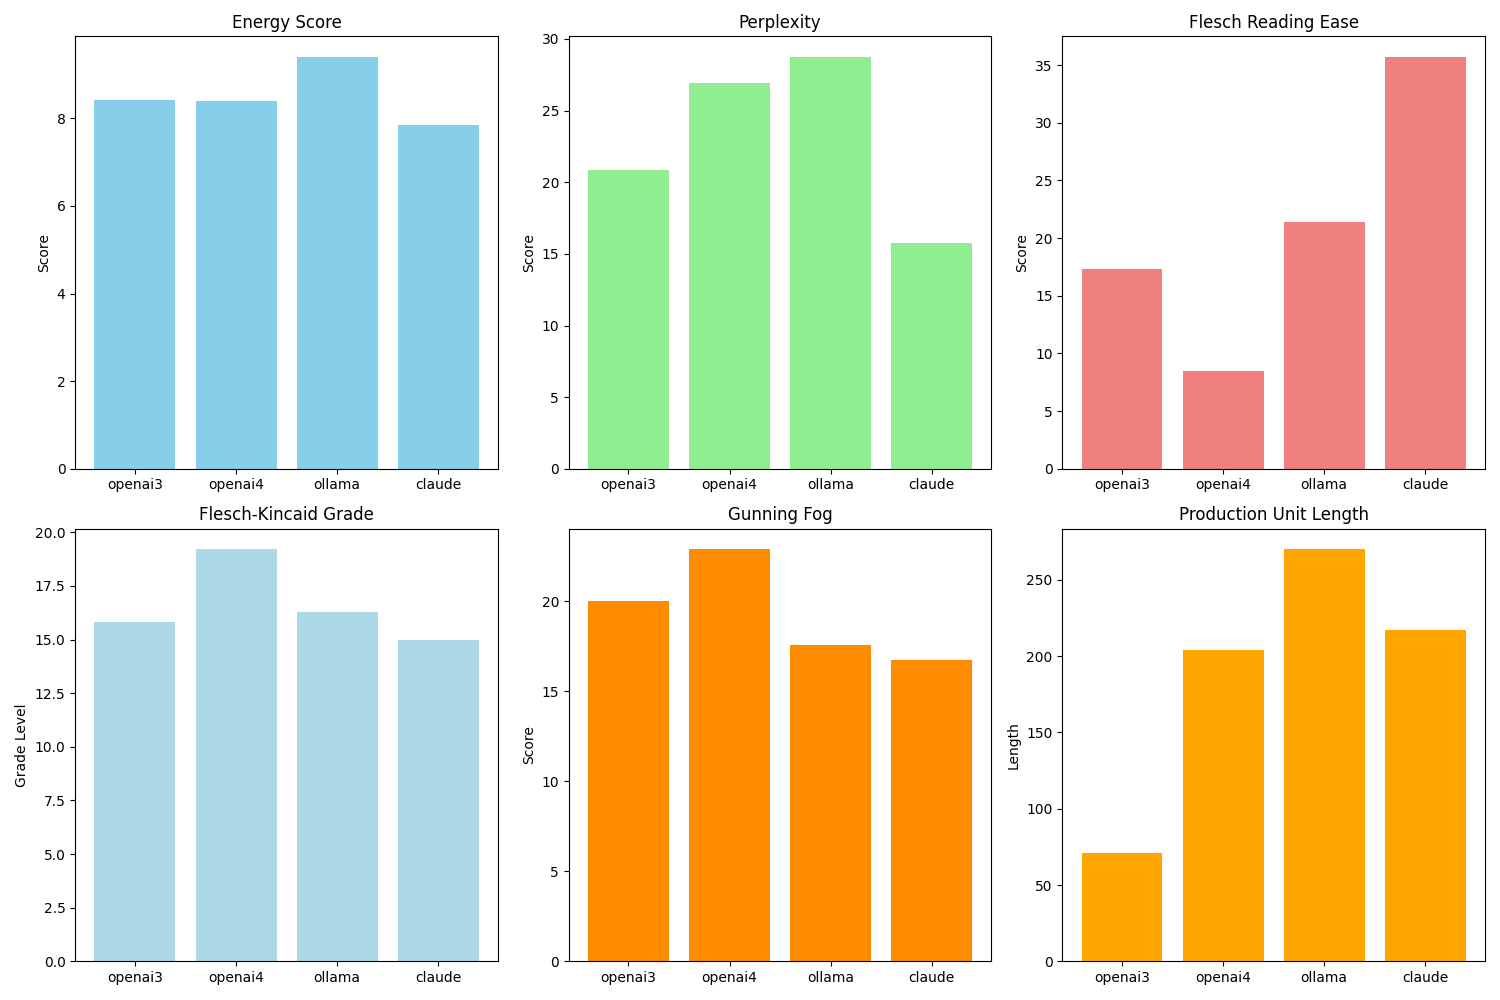 Energy Score
Score
8
6
4
2
0
openai3 openai4 ollama claude
Perplexity
Score
30
25
20
15
10
5
0
openai3 openai4 ollama claude
Flesch Reading Ease
Score
35
30
25
20
15
10
5
0
openai3 openai4 ollama claude
Flesch-Kincaid Grade
Grade Level
20.0
17.5
15.0
12.5
10.0
7.5
5.0
2.5
0.0
openai3 openai4 ollama claude
Gunning Fog
Score
20
15
10
5
0
openai3 openai4 ollama claude
Production Unit Length
Length
250
200
150
100
50
0
openai3 openai4 ollama claude